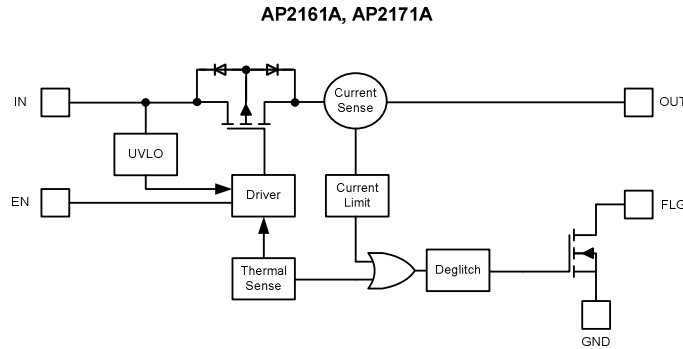 AP2161A, AP2171A
IN
Current
Sense
OUT
UVLO
EN
Driver
Current
Limit
FLG
Thermal
Sense
Deglitch
GND